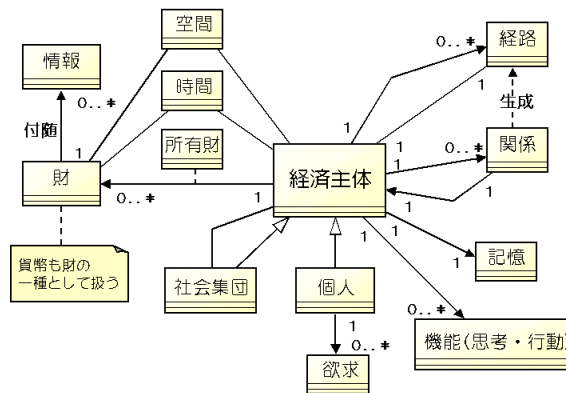 空間
情報
0..*
経路
時間
0..*
1
生成
付随
所有財
1
1
0..*
関係
財
1
経済主体
1
0..*
1
1
1
1
記憶
貨幣も財の
一種として扱う
社会集団
個人
1
0..*
1
0..*
機能(思考・行動)
欲求